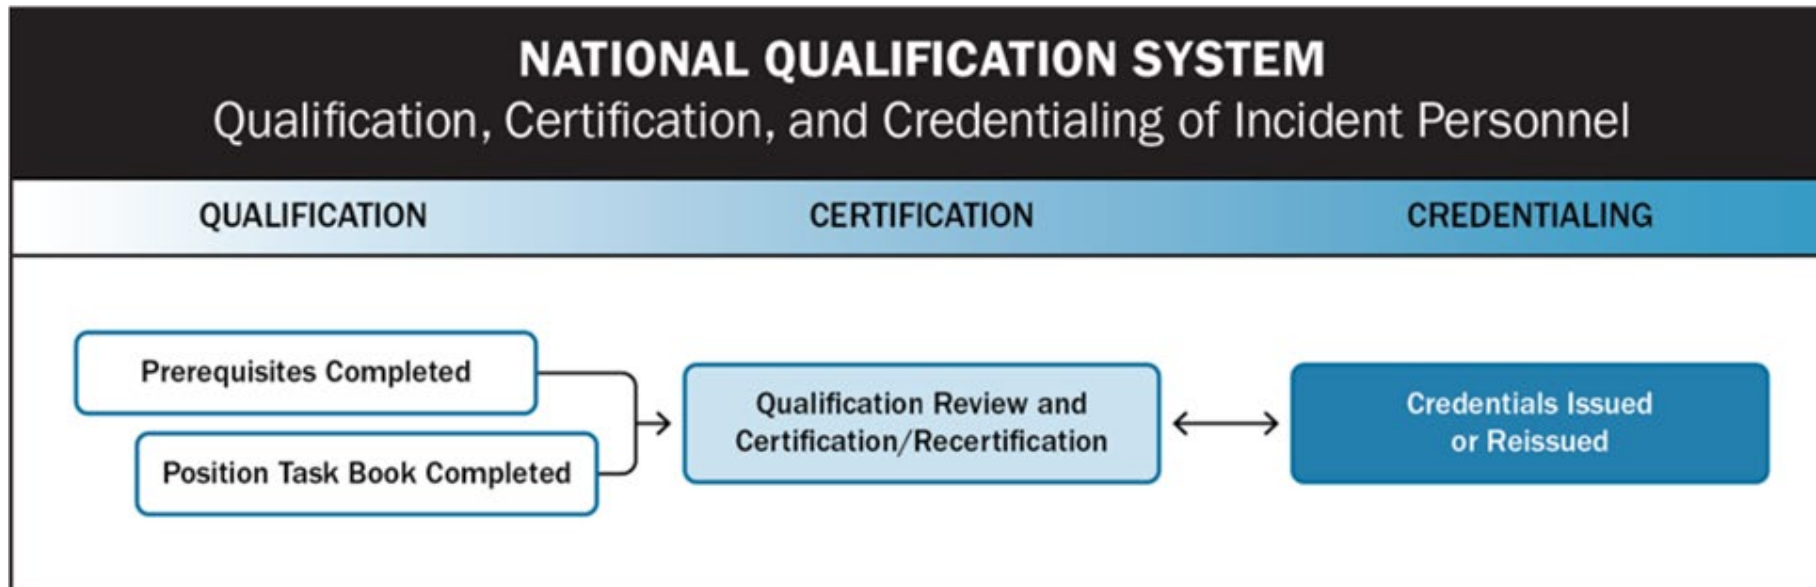 NATIONAL QUALIFICATION SYSTEM
Qualification, Certification, and Credentialing of Incident Personnel
QUALIFICATION
CERTIFICATION
CREDENTIALING
Prerequisites Completed
Position Task Book Completed
Qualification Review and
Certification/Recertification
Credentials Issued
or Reissued